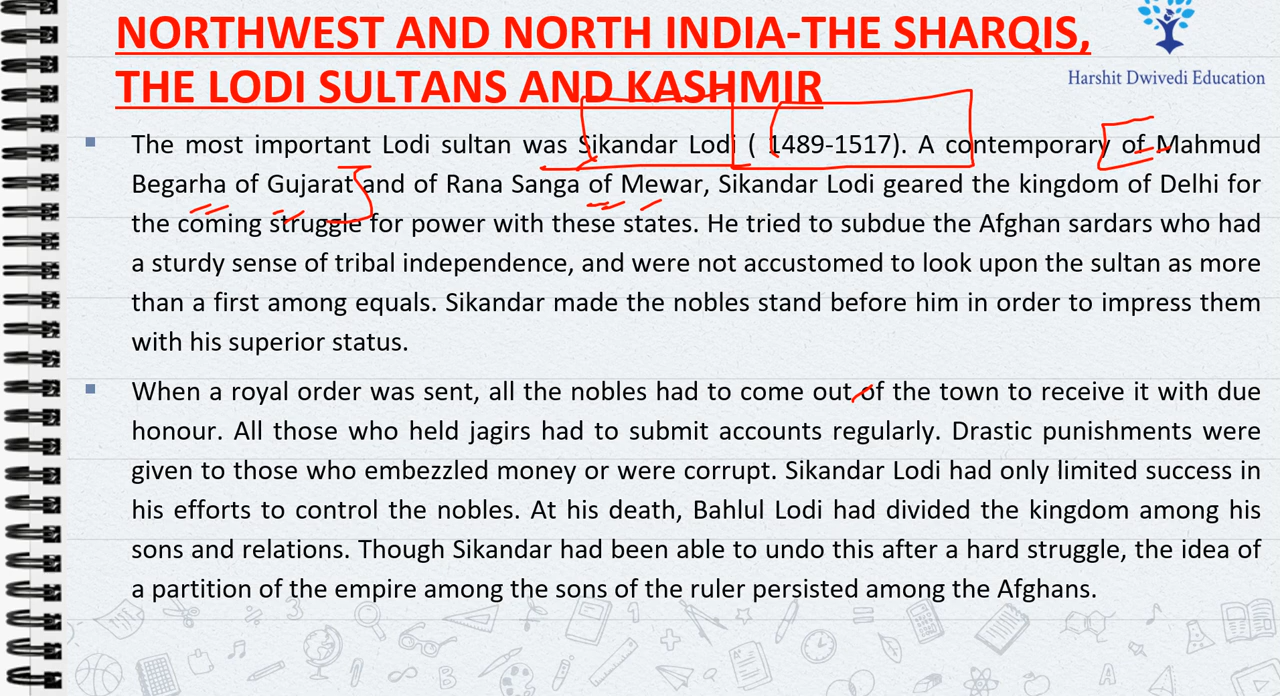 NORTHWEST AND NORTH INDIA-THE SHARQIS,
THE LODI SULTANS AND KASHMIR
Harshit Dwivedi Education
The most important Lodi sultan was Sikandar Lodi ( 1489-1517). A contemporary of Mahmud
Begarha of Gujarat and of Rana Sanga of Mewar, Sikandar Lodi geared the kingdom of Delhi for
the coming struggle for power with these states. He tried to subdue the Afghan sardars who had
a sturdy sense of tribal independence, and were not accustomed to look upon the sultan as more
than a first among equals. Sikandar made the nobles stand before him in order to impress them
with his superior status.
When a royal order was sent, all the nobles had to come out of the town to receive it with due
honour. All those who held jagirs had to submit accounts regularly. Drastic punishments were
given to those who embezzled money or were corrupt. Sikandar Lodi had only limited success in
his efforts to control the nobles. At his death, Bahlul Lodi had divided the kingdom among his
sons and relations. Though Sikandar had been able to undo this after a hard struggle, the idea of
a partition of the empire among the sons of the ruler persisted among the Afghans.